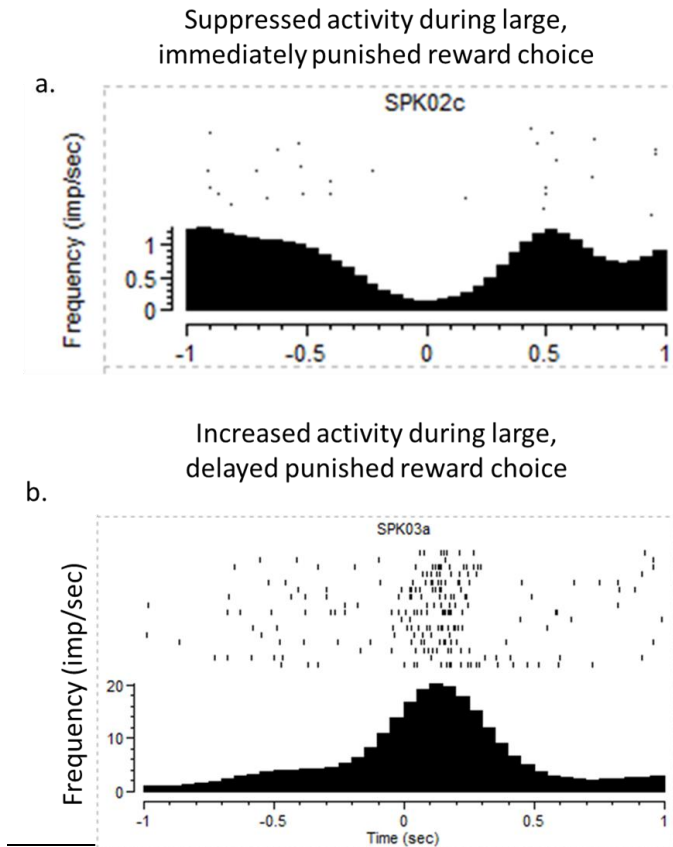 Suppressed activity during large,
immediately punished reward choice
a.
SPK02c
Frequency (imp/sec)
1
0.5
0
-1 -0.5 0 0.5 1
Increased activity during large,
delayed punished reward choice
b.
SPK03a
Frequency (imp/sec)
20
10
0
-1 -0.5 0 0.5 1
Time (sec)